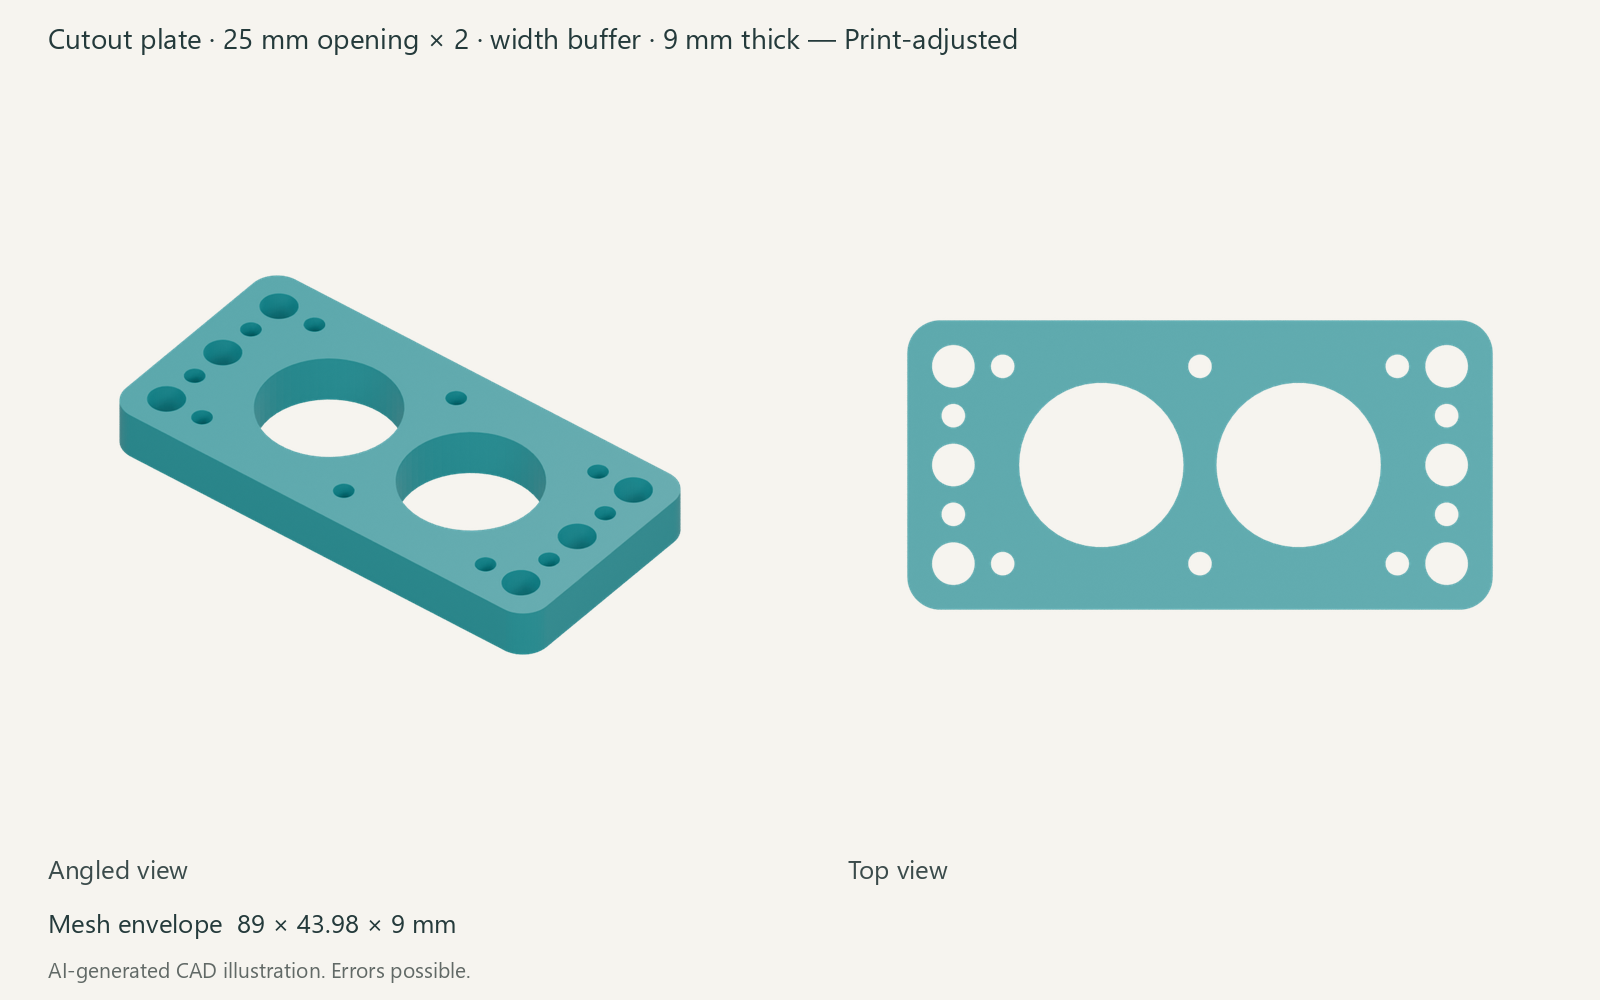 Cutout plate · 25 mm opening × 2 · width buffer · 9 mm thick — Print-adjusted
Angled view
Top view
Mesh envelope  89 × 43.98 × 9 mm
AI-generated CAD illustration. Errors possible.